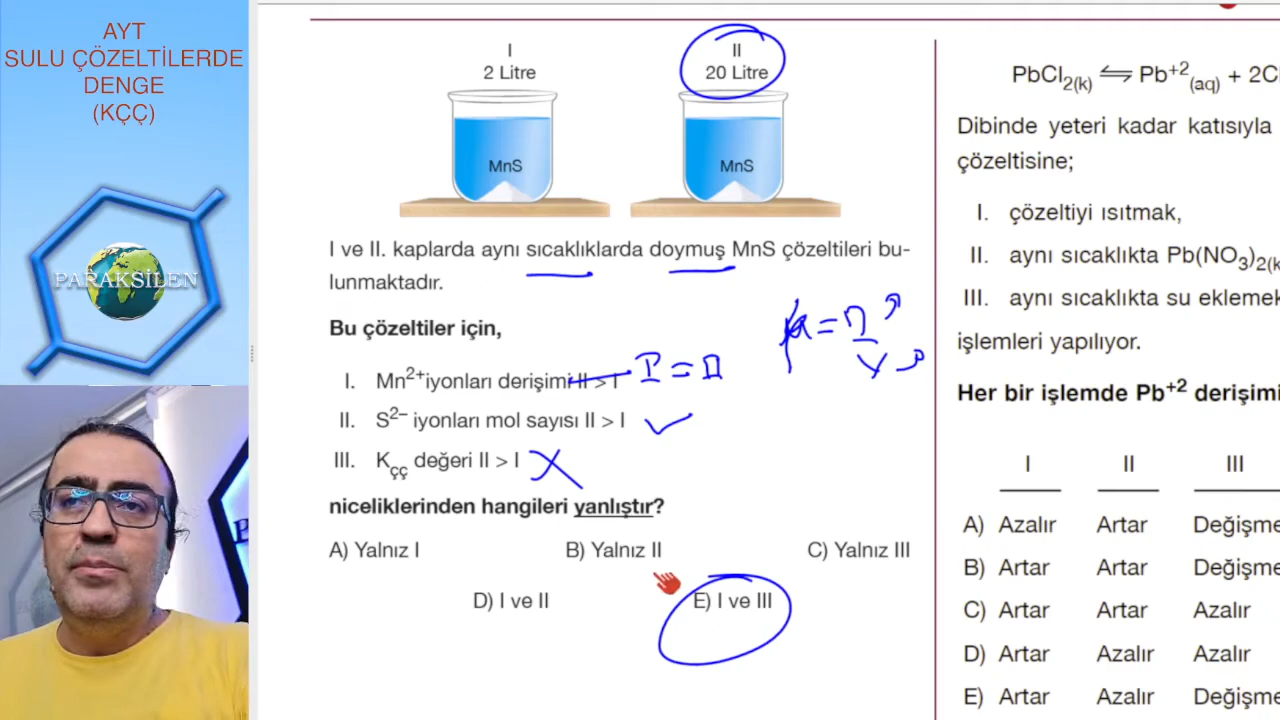 AYT
SULU ÇÖZELTİLERDE
DENGE
(KÇÇ)
PARAKSİLEN
I
2 Litre
MnS
II
20 Litre
MnS
I ve II. kaplarda aynı sıcaklıklarda doymuş MnS çözeltileri bu-
lunmaktadır.
Bu çözeltiler için,
I. Mn2+iyonları derişimi II > I I = II
II. S2− iyonları mol sayısı II > I
III. Kçç değeri II > I
niceliklerinden hangileri yanlıştır?
A) Yalnız I
B) Yalnız II
C) Yalnız III
D) I ve II
E) I ve III
PbCl2(k) ⇌ Pb+2(aq) + 2Cl
Dibinde yeteri kadar katısıyla
çözeltisine;
I. çözeltiyi ısıtmak,
II. aynı sıcaklıkta Pb(NO3)2(k
III. aynı sıcaklıkta su eklemek
işlemleri yapılıyor.
Her bir işlemde Pb+2 derişimi
I II III
A) Azalır Artar Değişme
B) Artar Artar Değişme
C) Artar Artar Azalır
D) Artar Azalır Azalır
E) Artar Azalır Değişme